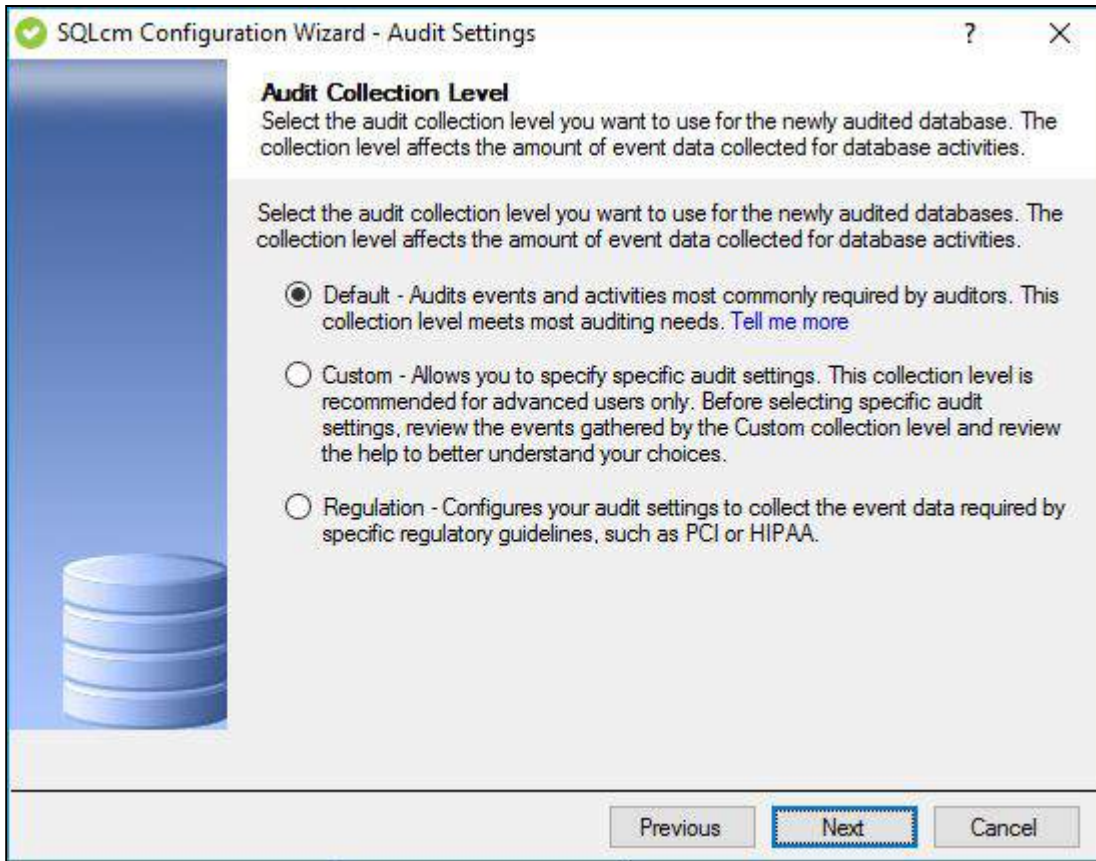 SQLcm Configuration Wizard - Audit Settings
?
Audit Collection Level
Select the audit collection level you want to use for the newly audited database. The
collection level affects the amount of event data collected for database activities.
Select the audit collection level you want to use for the newly audited databases. The
collection level affects the amount of event data collected for database activities.
Default - Audits events and activities most commonly required by auditors. This
collection level meets most auditing needs. Tell me more
Custom - Allows you to specify specific audit settings. This collection level is
recommended for advanced users only. Before selecting specific audit
settings, review the events gathered by the Custom collection level and review
the help to better understand your choices.
Regulation - Configures your audit settings to collect the event data required by
specific regulatory guidelines, such as PCI or HIPAA.
Previous
Next
Cancel